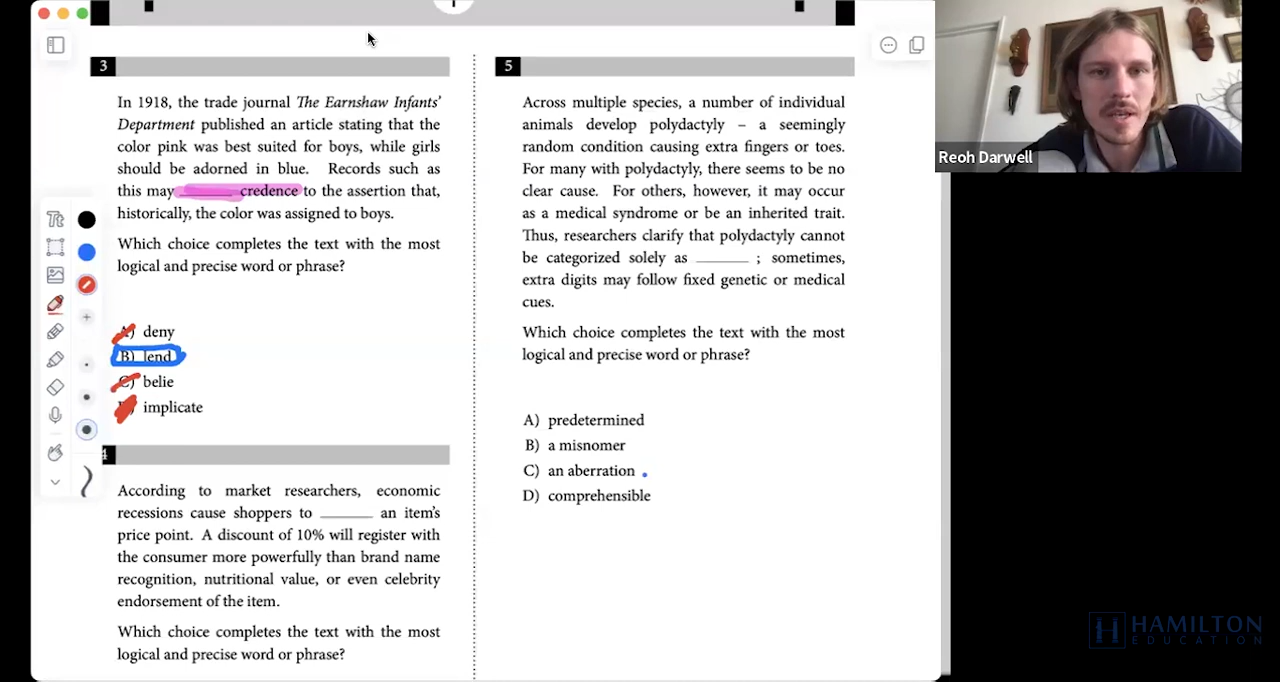 3
In 1918, the trade journal The Earnshaw Infants'
Department published an article stating that the
color pink was best suited for boys, while girls
should be adorned in blue. Records such as
this may ______ credence to the assertion that,
historically, the color was assigned to boys.
Which choice completes the text with the most
logical and precise word or phrase?
A) deny
B) lend
C) belie
D) implicate
4
According to market researchers, economic
recessions cause shoppers to ______ an item's
price point. A discount of 10% will register with
the consumer more powerfully than brand name
recognition, nutritional value, or even celebrity
endorsement of the item.
Which choice completes the text with the most
logical and precise word or phrase?
5
Across multiple species, a number of individual
animals develop polydactyly – a seemingly
random condition causing extra fingers or toes.
For many with polydactyly, there seems to be no
clear cause. For others, however, it may occur
as a medical syndrome or be an inherited trait.
Thus, researchers clarify that polydactyly cannot
be categorized solely as ______ ; sometimes,
extra digits may follow fixed genetic or medical
cues.
Which choice completes the text with the most
logical and precise word or phrase?
A) predetermined
B) a misnomer
C) an aberration
D) comprehensible
Tt
Reoh Darwell
HAMILTON
EDUCATION